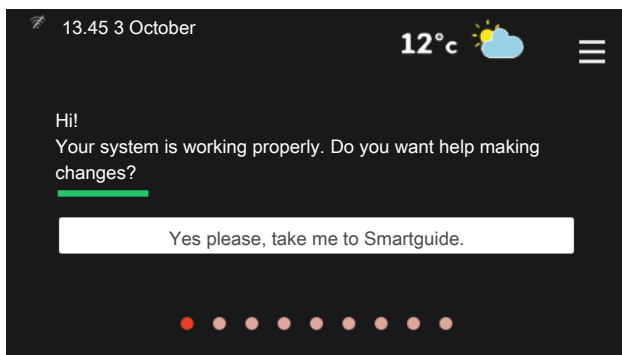 13.45 3 October
12°c
Hi!
Your system is working properly. Do you want help making
changes?
Yes please, take me to Smartguide.